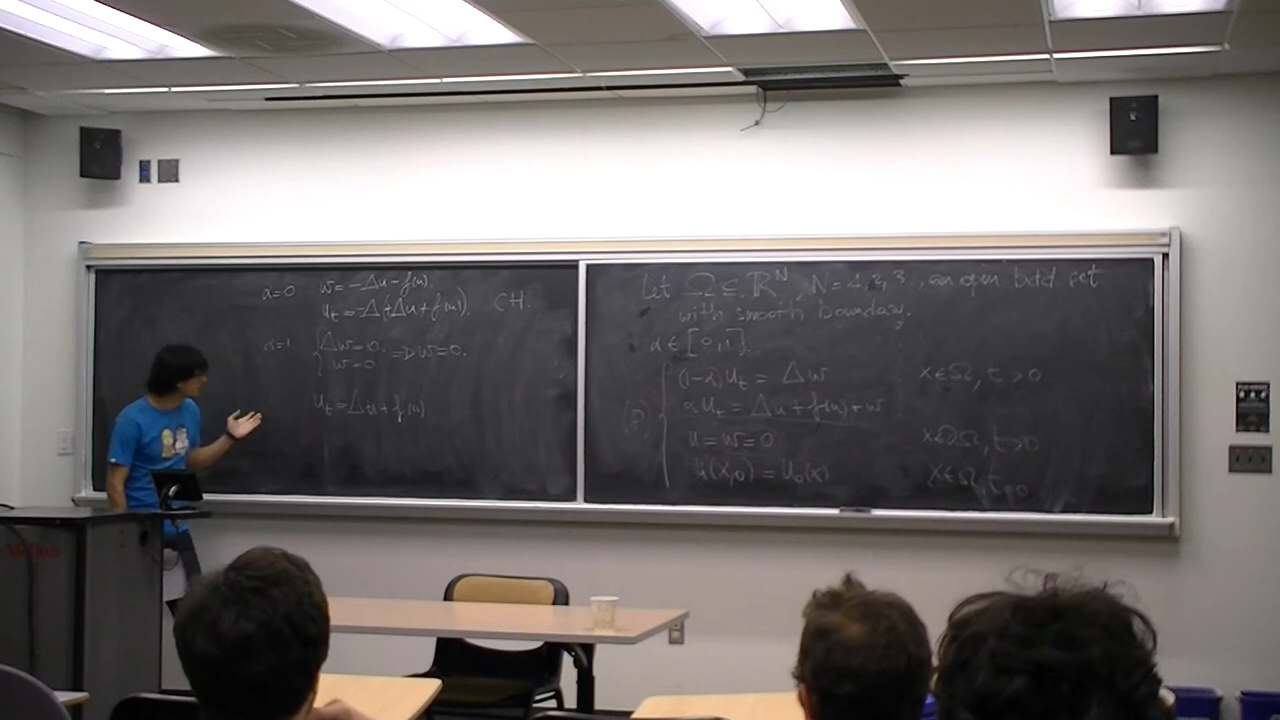 α=0 w=-Δu-f(u).
u_t=-Δ(Δu+f(u)). CH.
α=1. { Δw=0. w=0 => w=0.
u_t=Δu+f(u)
Let Ω ⊆ ℝ^N, N=1,2,3.., an open bdd set
with smooth boundary.
α∈[0,1].
(P) { (1-α)u_t = Δw x∈Ω, t>0
αu_t = Δu+f(u)+w
u=w=0 x∈∂Ω, t>0
u(x,0)=u_0(x) x∈Ω, t=0